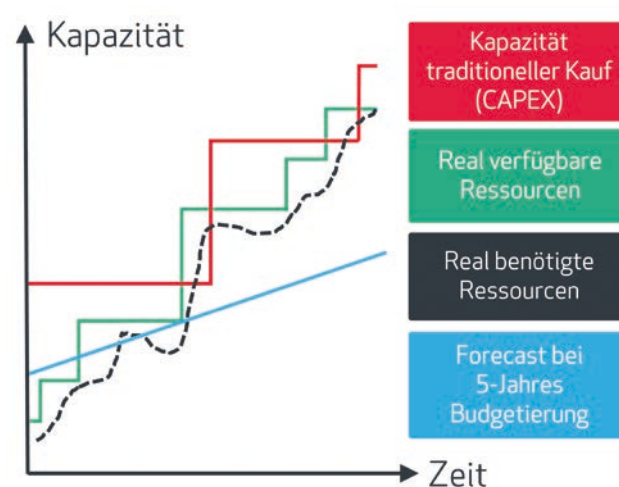 Kapazität
Kapazität
traditioneller Kauf
(CAPEX)
Real verfügbare
Ressourcen
Real benötigte
Ressourcen
Forecast bei
5-Jahres
Budgetierung
Zeit